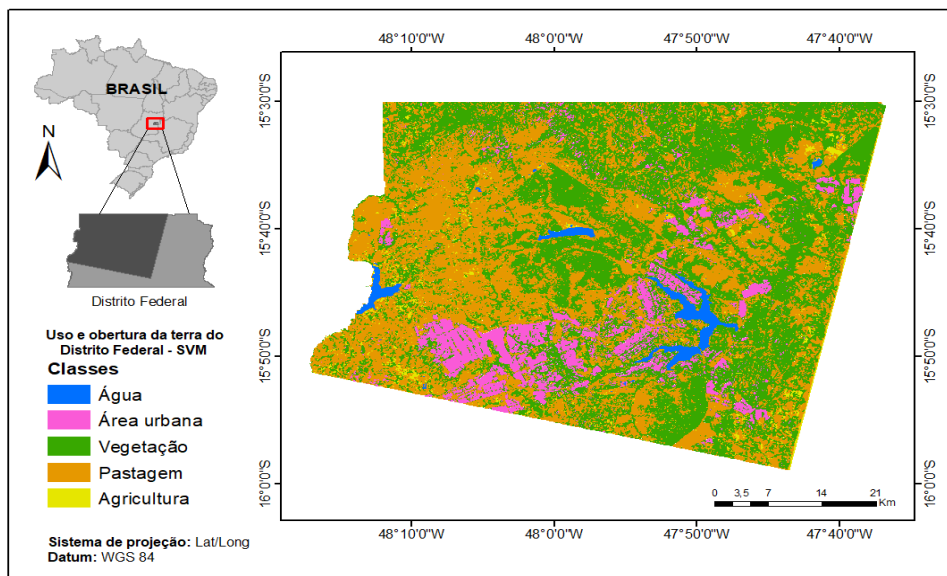 BRASIL
N
Distrito Federal
Uso e obertura da terra do
Distrito Federal - SVM
Classes
Água
Área urbana
Vegetação
Pastagem
Agricultura
Sistema de projeção: Lat/Long
Datum: WGS 84
48°10'0"W 48°0'0"W 47°50'0"W 47°40'0"W
15°30'0"S 15°30'0"S
15°40'0"S 15°40'0"S
15°50'0"S 15°50'0"S
16°0'0"S 16°0'0"S
0 3,5 7 14 21
Km
48°10'0"W 48°0'0"W 47°50'0"W 47°40'0"W